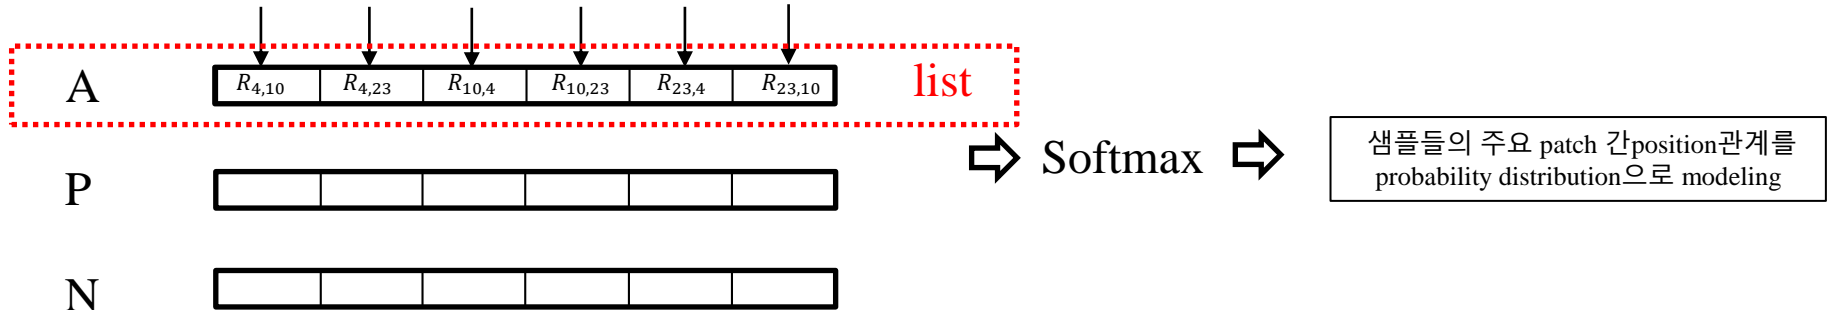 A
R4,10 R4,23 R10,4 R10,23 R23,4 R23,10
list
P
N
Softmax
샘플들의 주요 patch 간position관계를
probability distribution으로 modeling